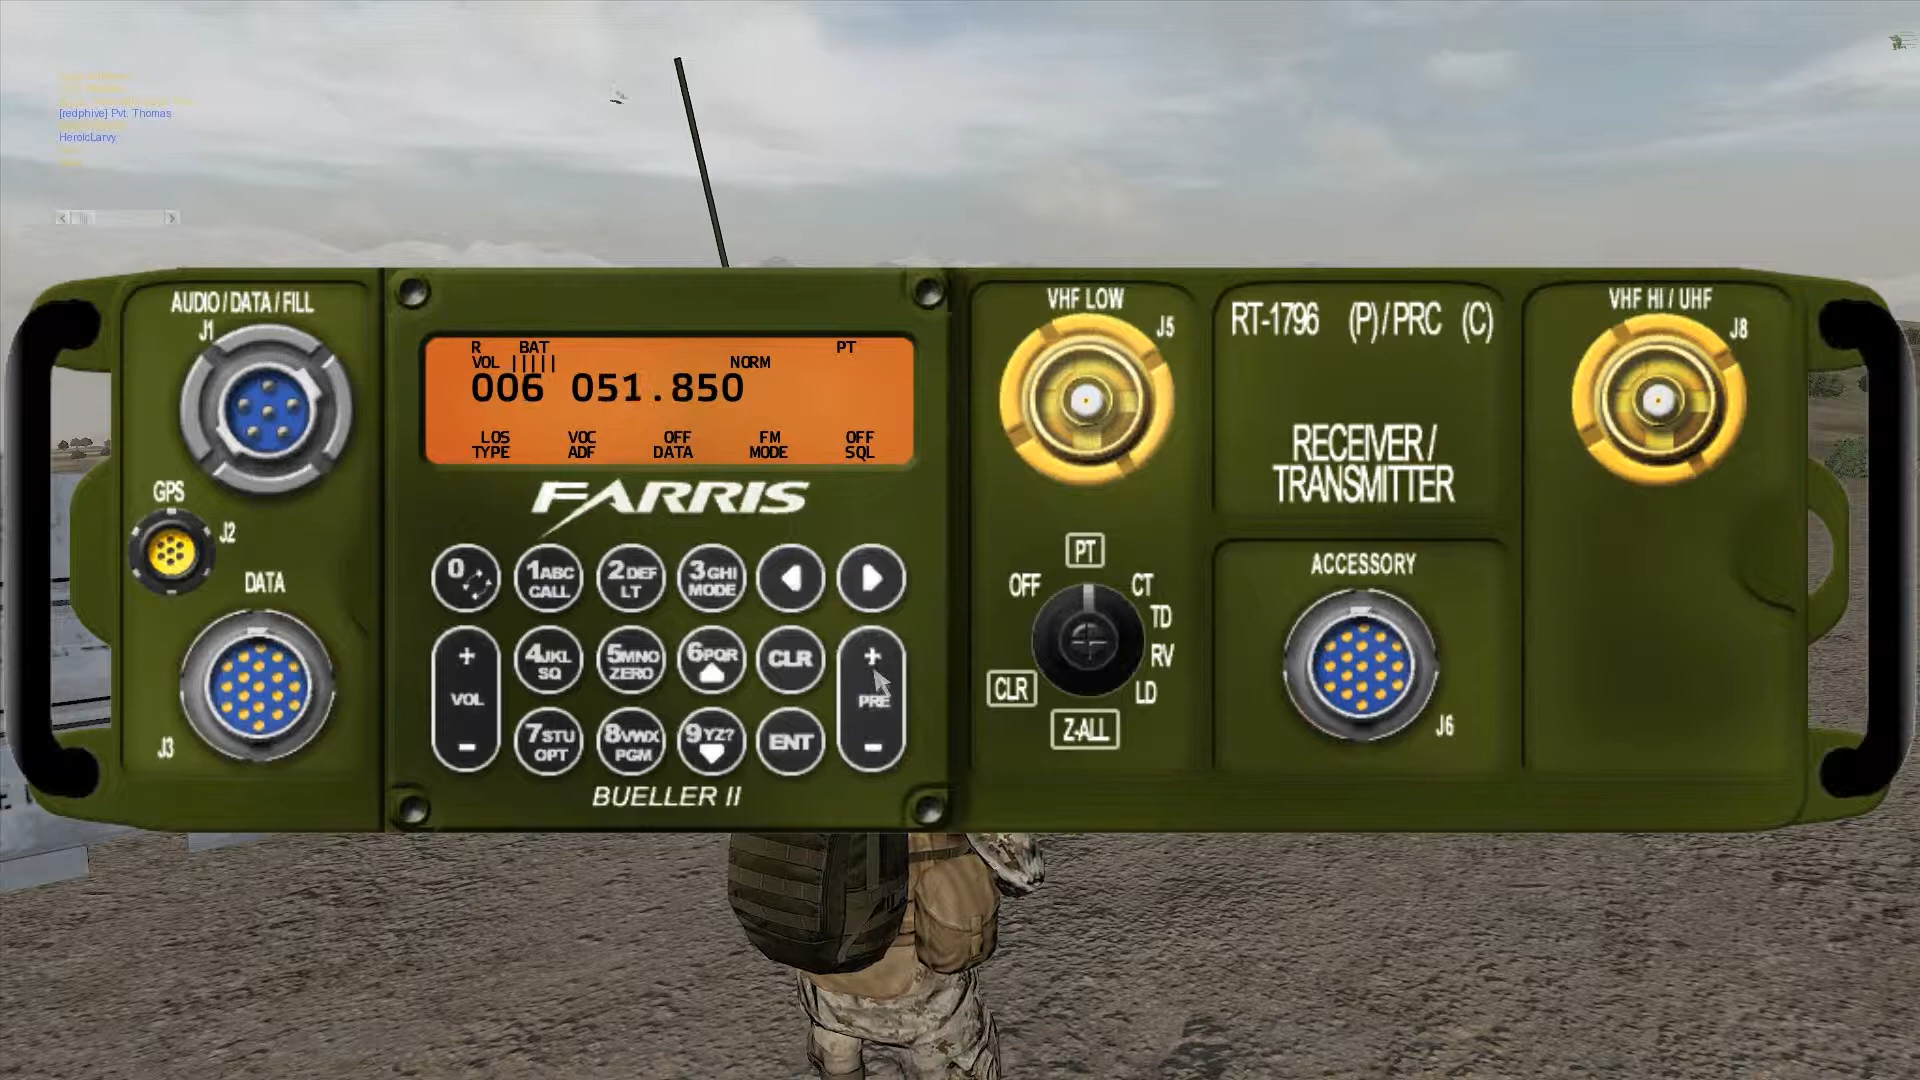 [redphive] Pvt. Thomas
HeroicLarvy
AUDIO / DATA / FILL
J1
GPS
J2
DATA
J3
R BAT PT
VOL ||||| NORM
006 051.850
LOS VOC OFF FM OFF
TYPE ADF DATA MODE SQL
FARRIS
0
1ABC CALL
2DEF LT
3GHI MODE
+ VOL -
4JKL SQ
5MNO ZERO
6PQR
CLR
+ PRE -
7STU OPT
8VWX PGM
9YZ?
ENT
BUELLER II
VHF LOW
J5
PT
OFF
CT
TD
RV
LD
CLR
Z-ALL
RT-1796 (P)/PRC (C)
RECEIVER /
TRANSMITTER
ACCESSORY
J6
VHF HI / UHF
J8